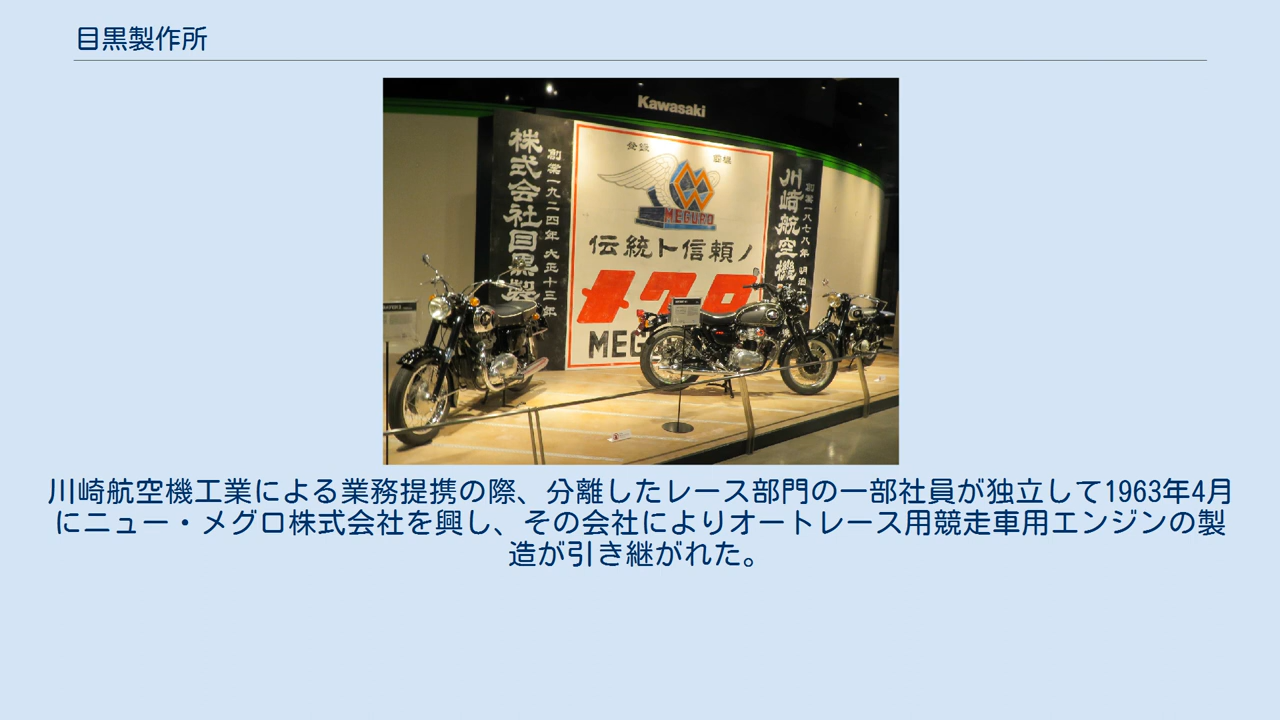 目黒製作所
Kawasaki
株式会社目黒製
創業一九二四年 大正十三年
MEGURO
伝統ト信頼ノ
メグロ
MEG
川崎航空機
創業一八七八年 明治十
川崎航空機工業による業務提携の際、分離したレース部門の一部社員が独立して1963年4月
にニュー・メグロ株式会社を興し、その会社によりオートレース用競走車用エンジンの製
造が引き継がれた。